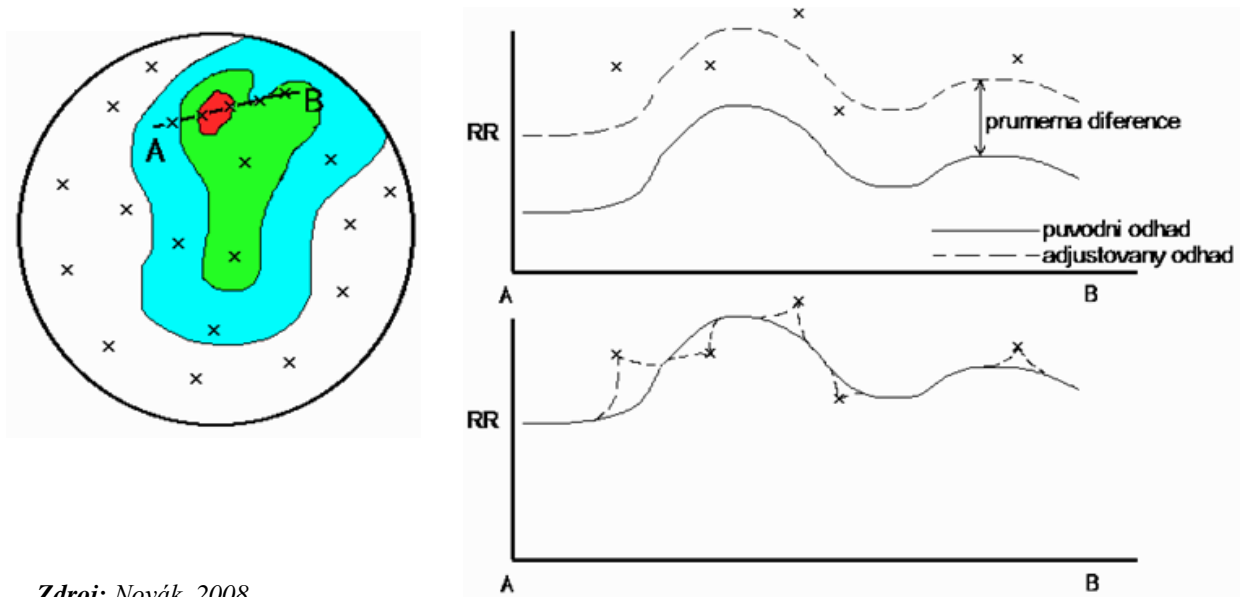 A
B
RR
prumerna diference
puvodni odhad
adjustovany odhad
A
B
RR
A
B
Zdroj: Novák, 2008